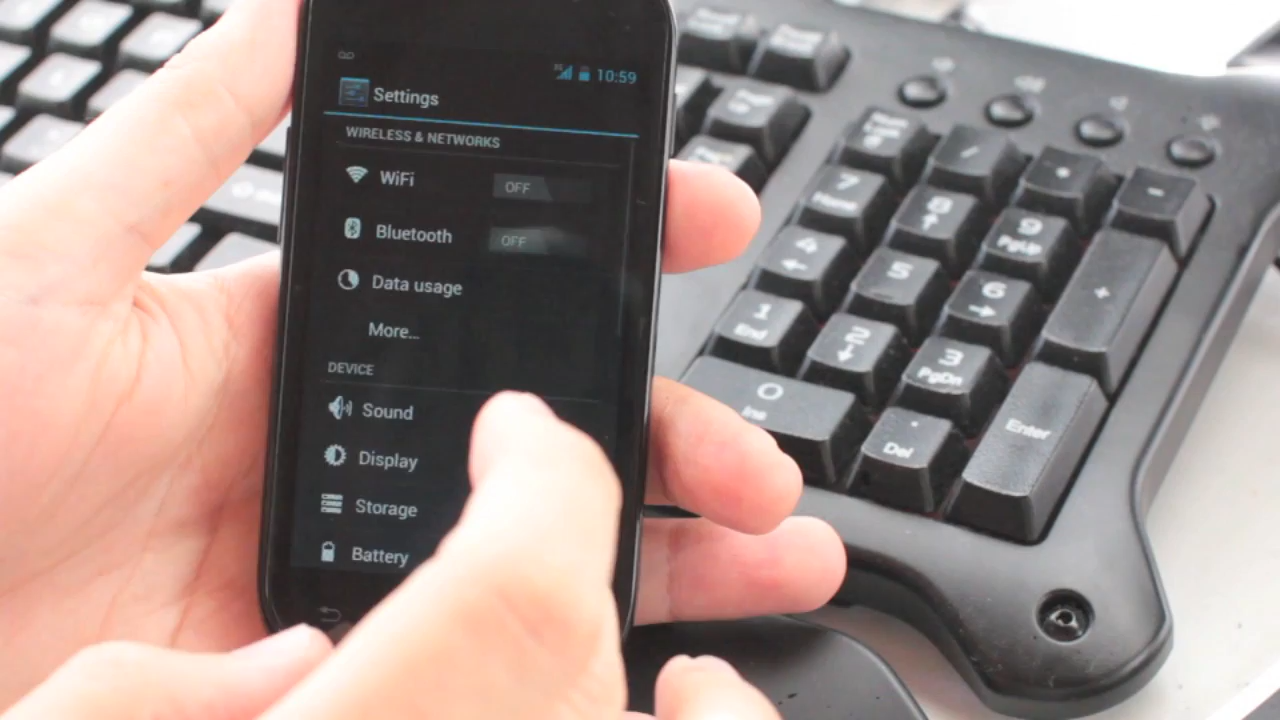 10:59
Settings
WIRELESS & NETWORKS
WiFi OFF
Bluetooth OFF
Data usage
More...
DEVICE
Sound
Display
Storage
Battery
Num
/
*
-
7
Home
8
9
PgUp
+
4
5
6
1
End
2
3
PgDn
0
Ins
.
Del
Enter